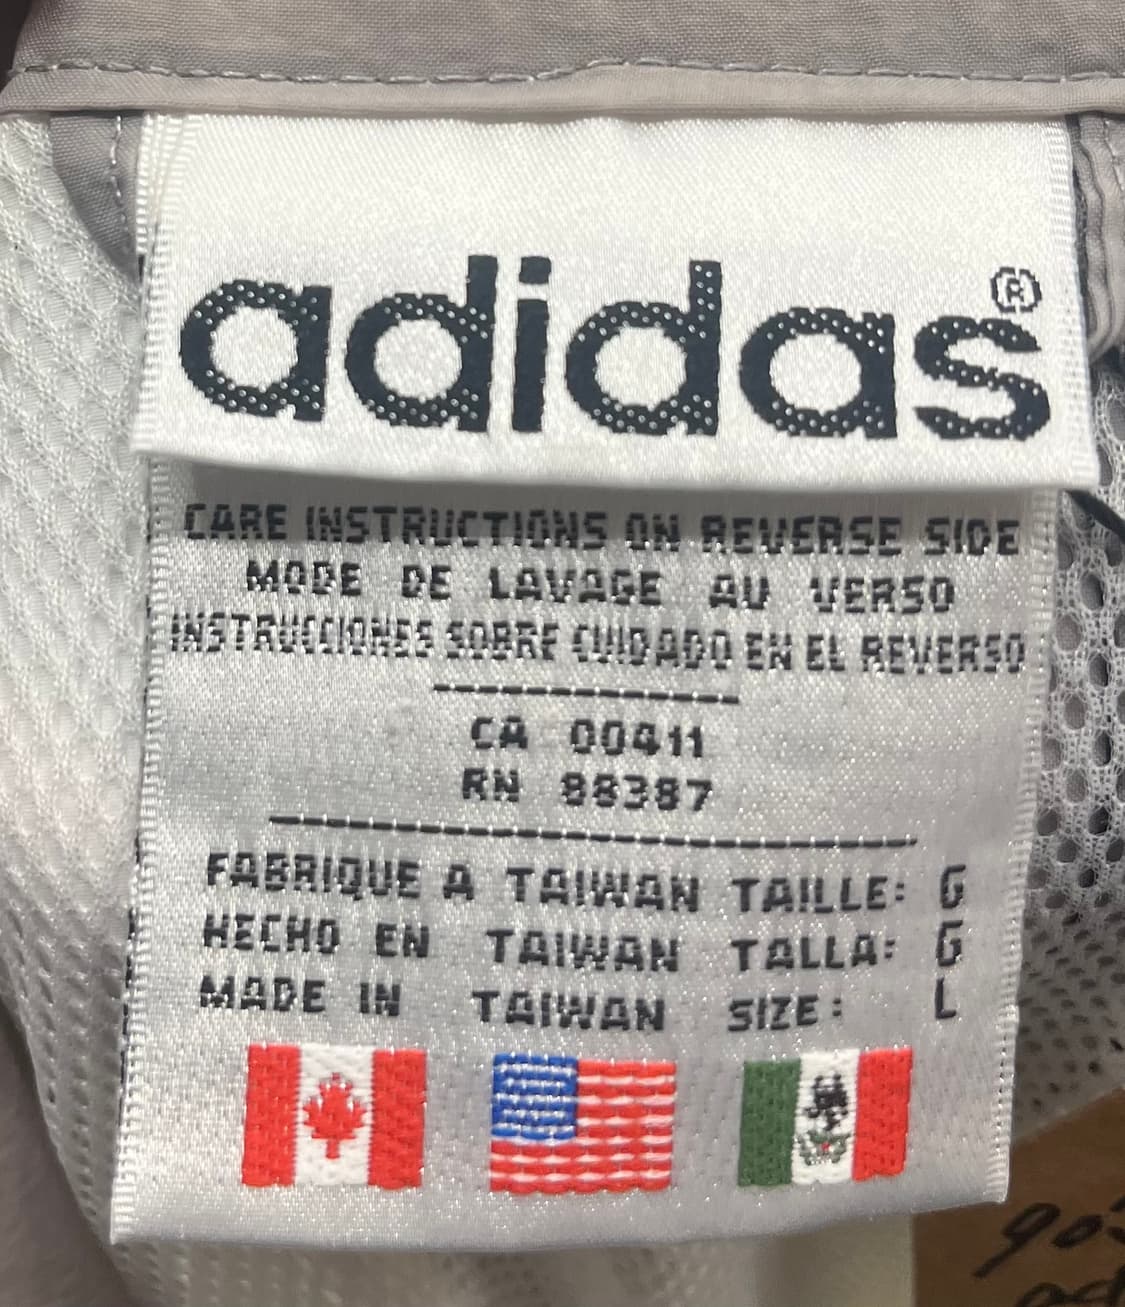 adidas®
CARE INSTRUCTIONS ON REVERSE SIDE
MODE DE LAVAGE AU VERSO
INSTRUCCIONES SOBRE CUIDADO EN EL REVERSO
CA 00411
RN 88387
FABRIQUE A TAIWAN TAILLE: G
HECHO EN TAIWAN TALLA: G
MADE IN TAIWAN SIZE: L